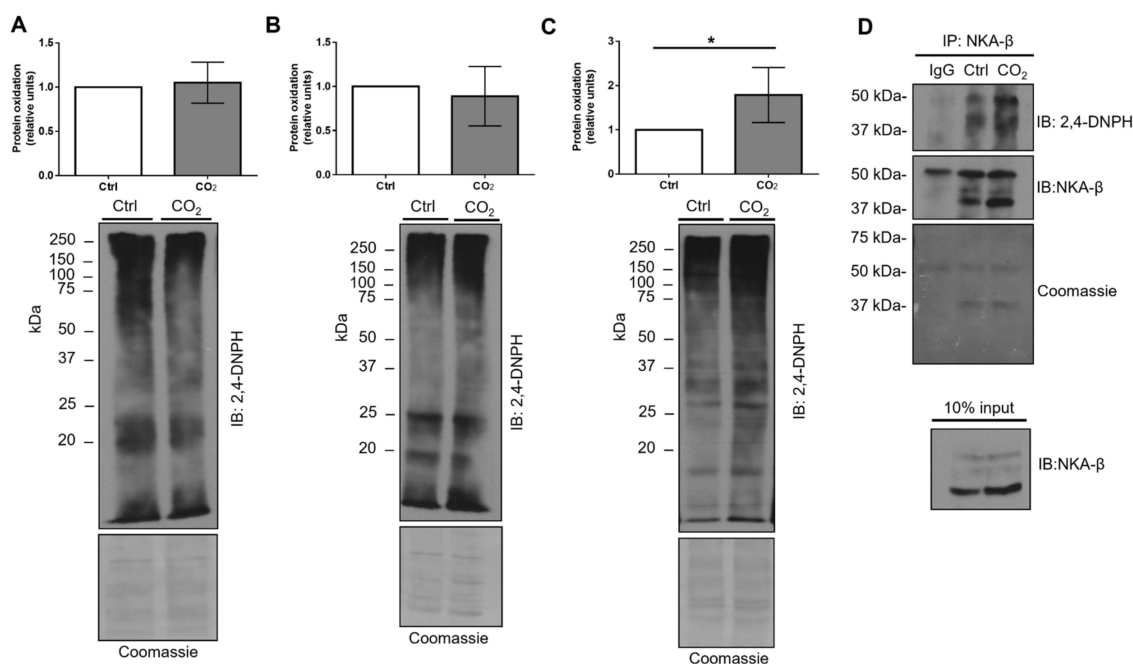 A
Protein oxidation
(relative units)
1.5
1.0
0.5
0.0
Ctrl
CO2
Ctrl
CO2
250
150
100
75
50
37
25
20
kDa
IB: 2,4-DNPH
Coomassie
B
Protein oxidation
(relative units)
1.5
1.0
0.5
0.0
Ctrl
CO2
Ctrl
CO2
250
150
100
75
50
37
25
20
kDa
IB: 2,4-DNPH
Coomassie
C
Protein oxidation
(relative units)
3
2
1
0
*
Ctrl
CO2
Ctrl
CO2
250
150
100
75
50
37
25
20
kDa
IB: 2,4-DNPH
Coomassie
D
IP: NKA-β
IgG Ctrl CO2
50 kDa-
37 kDa-
IB: 2,4-DNPH
50 kDa-
37 kDa-
IB:NKA-β
75 kDa-
50 kDa-
37 kDa-
Coomassie
10% input
IB:NKA-β